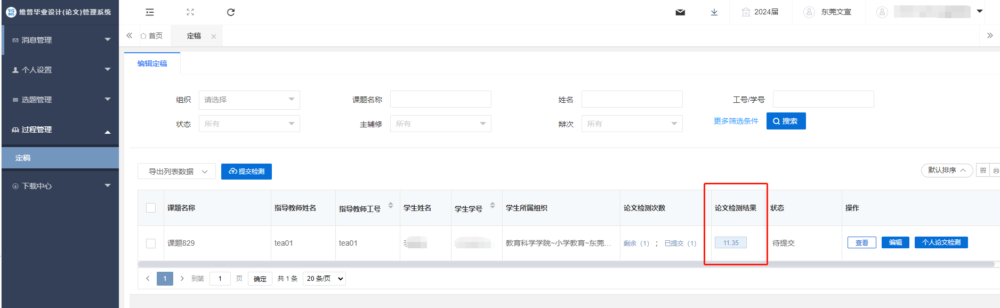 VG
MS
维普毕业设计(论文)管理系统
2024届
东莞文宣
消息管理
个人设置
选题管理
过程管理
定稿
下载中心
首页
定稿
编辑定稿
组织
请选择
课题名称
姓名
工号/学号
状态
所有
主辅修
所有
辩次
所有
更多筛选条件
搜索
导出列表数据
提交检测
默认排序
课题名称 指导教师姓名 指导教师工号 学生姓名 学生学号 学生所属组织 论文检测次数 论文检测结果 状态 操作
课题829 tea01 tea01 教育科学学院~小学教育~东莞... 剩余（1）； 已提交（1） 11.35 待提交 查看 编辑 个人论文检测
1 到第 1 页 确定 共 1 条 20 条/页